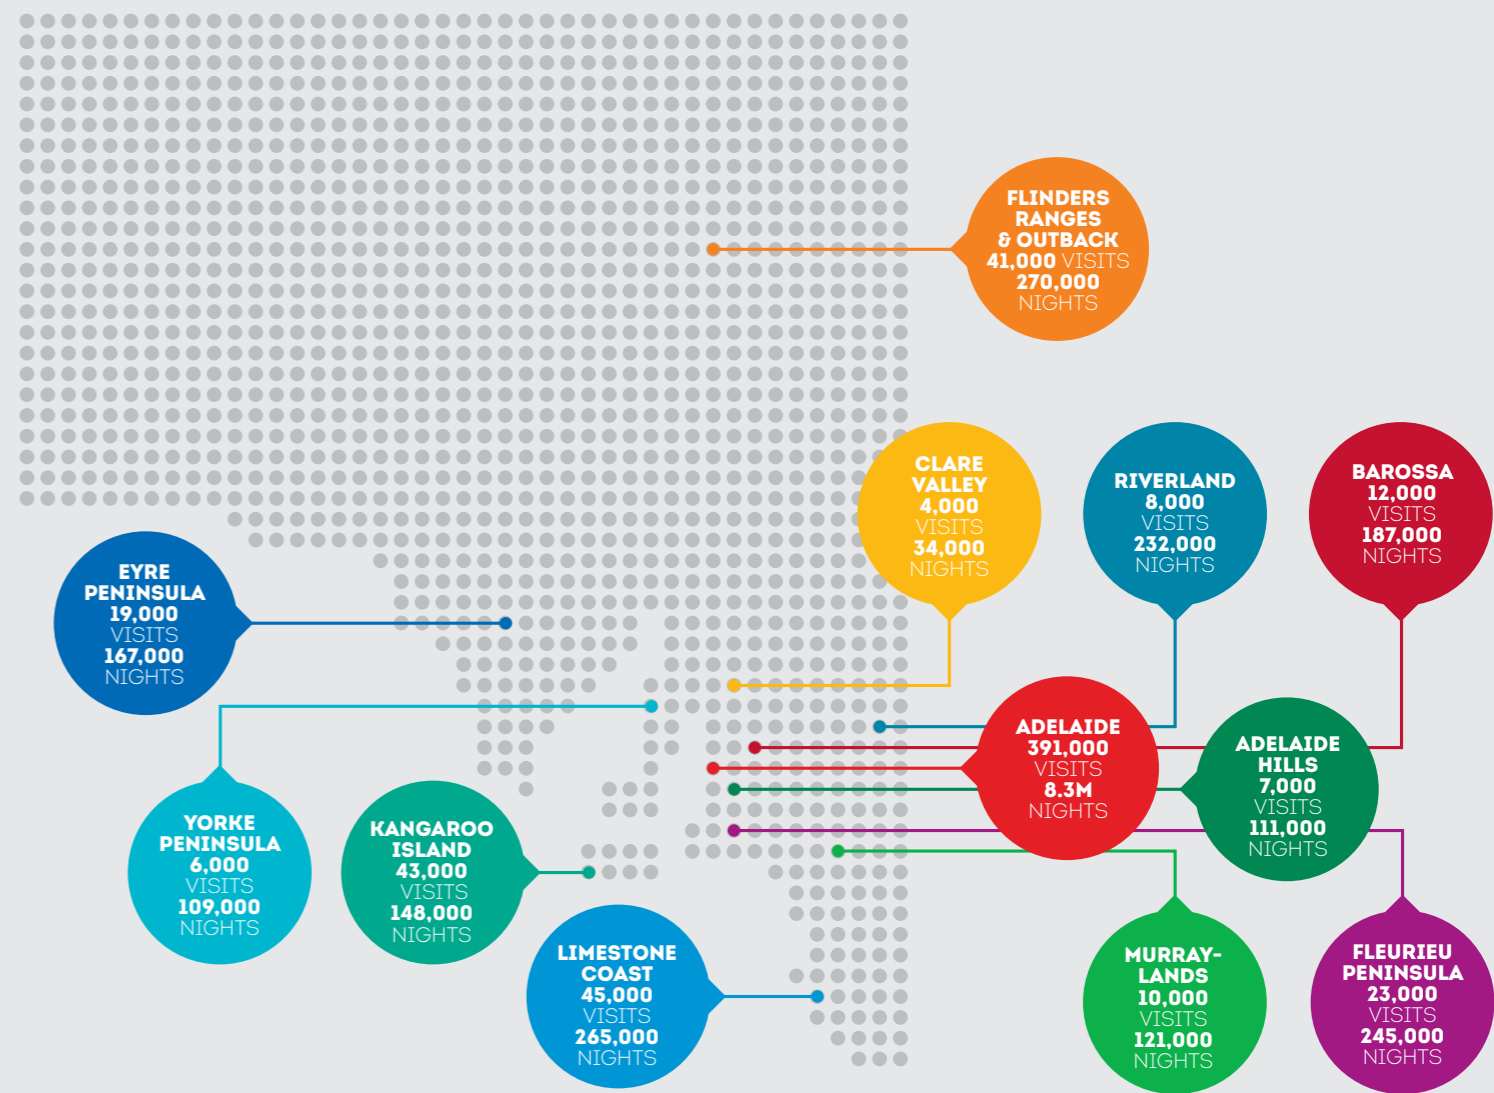 FLINDERS
RANGES
& OUTBACK
41,000 VISITS
270,000
NIGHTS
CLARE
VALLEY
4,000
VISITS
34,000
NIGHTS
RIVERLAND
8,000
VISITS
232,000
NIGHTS
BAROSSA
12,000
VISITS
187,000
NIGHTS
EYRE
PENINSULA
19,000
VISITS
167,000
NIGHTS
ADELAIDE
391,000
VISITS
8.3M
NIGHTS
ADELAIDE
HILLS
7,000
VISITS
111,000
NIGHTS
YORKE
PENINSULA
6,000
VISITS
109,000
NIGHTS
KANGAROO
ISLAND
43,000
VISITS
148,000
NIGHTS
LIMESTONE
COAST
45,000
VISITS
265,000
NIGHTS
MURRAY-
LANDS
10,000
VISITS
121,000
NIGHTS
FLEURIEU
PENINSULA
23,000
VISITS
245,000
NIGHTS